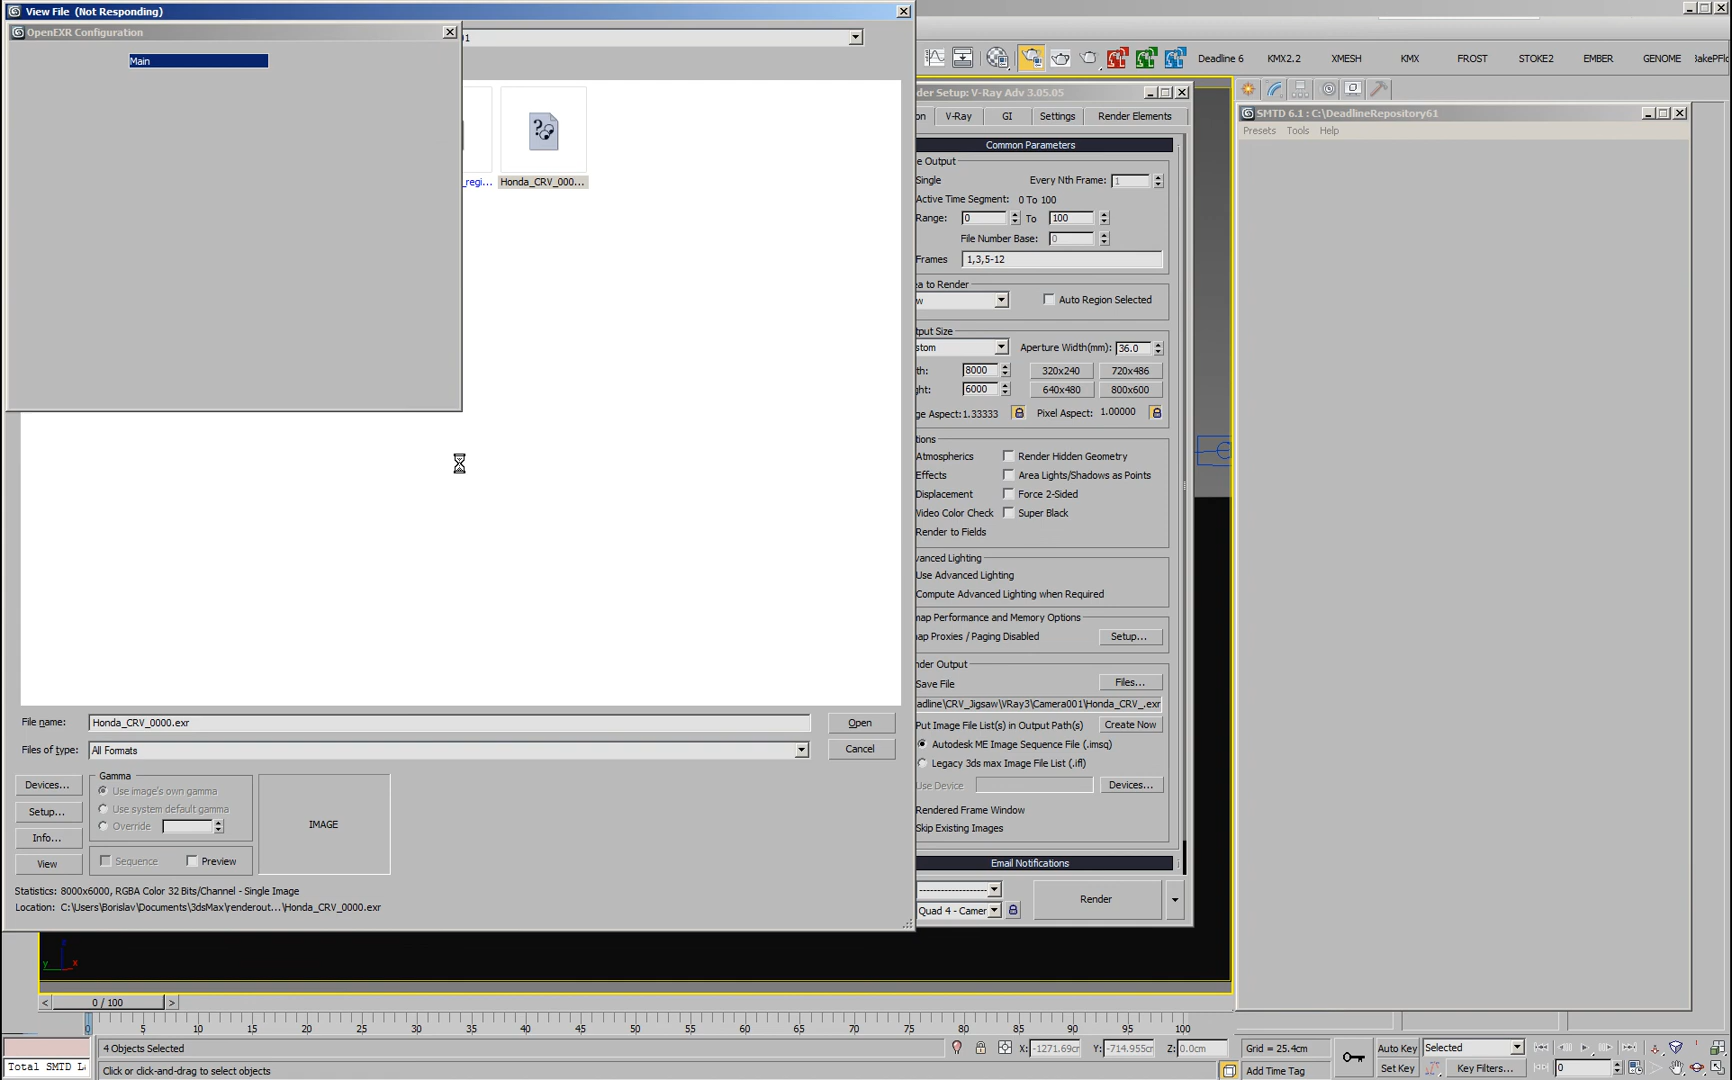 View File (Not Responding)
OpenEXR Configuration
Main
Honda_CRV_000...
File name: Honda_CRV_0000.exr Open
Files of type: All Formats Cancel
Devices...
Setup...
Info...
View
Gamma
Use image's own gamma
Use system default gamma
Override
Sequence Preview
IMAGE
Statistics: 8000x6000, RGBA Color 32 Bits/Channel - Single Image
Location: C:\Users\Borislav\Documents\3dsMax\renderout...\Honda_CRV_0000.exr
Deadline 6 KMX2.2 XMESH KMX FROST STOKE2 EMBER GENOME
der Setup: V-Ray Adv 3.05.05
V-Ray GI Settings Render Elements
Common Parameters
e Output
Single Every Nth Frame: 1
Active Time Segment: 0 To 100
Range: 0 To 100
File Number Base: 0
Frames 1,3,5-12
ea to Render
Auto Region Selected
tput Size
stom Aperture Width(mm): 36.0
th: 8000 320x240 720x486
ght: 6000 640x480 800x600
ge Aspect: 1.33333 Pixel Aspect: 1.00000
tions
Atmospherics Render Hidden Geometry
Effects Area Lights/Shadows as Points
Displacement Force 2-Sided
Video Color Check Super Black
Render to Fields
vanced Lighting
Use Advanced Lighting
Compute Advanced Lighting when Required
map Performance and Memory Options
map Proxies / Paging Disabled Setup...
nder Output
Save File Files...
adline\CRV_Jigsaw\VRay3\Camera001\Honda_CRV_.exr
Put Image File List(s) in Output Path(s) Create Now
Autodesk ME Image Sequence File (.imsq)
Legacy 3ds max Image File List (.ifl)
Use Device Devices...
Rendered Frame Window
Skip Existing Images
Email Notifications
Render
Quad 4 - Camer
SMTD 6.1 : C:\DeadlineRepository61
Presets Tools Help
z
y x
< 0 / 100 >
0 5 10 15 20 25 30 35 40 45 50 55 60 65 70 75 80 85 90 95 100
4 Objects Selected X: -1271.69cr Y: -714.955cr Z: 0.0cm Grid = 25.4cm Auto Key Selected
Total SMTD L Click or click-and-drag to select objects Add Time Tag Set Key Key Filters... 0